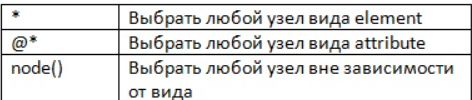 * Выбрать любой узел вида element
@* Выбрать любой узел вида attribute
node() Выбрать любой узел вне зависимости
от вида